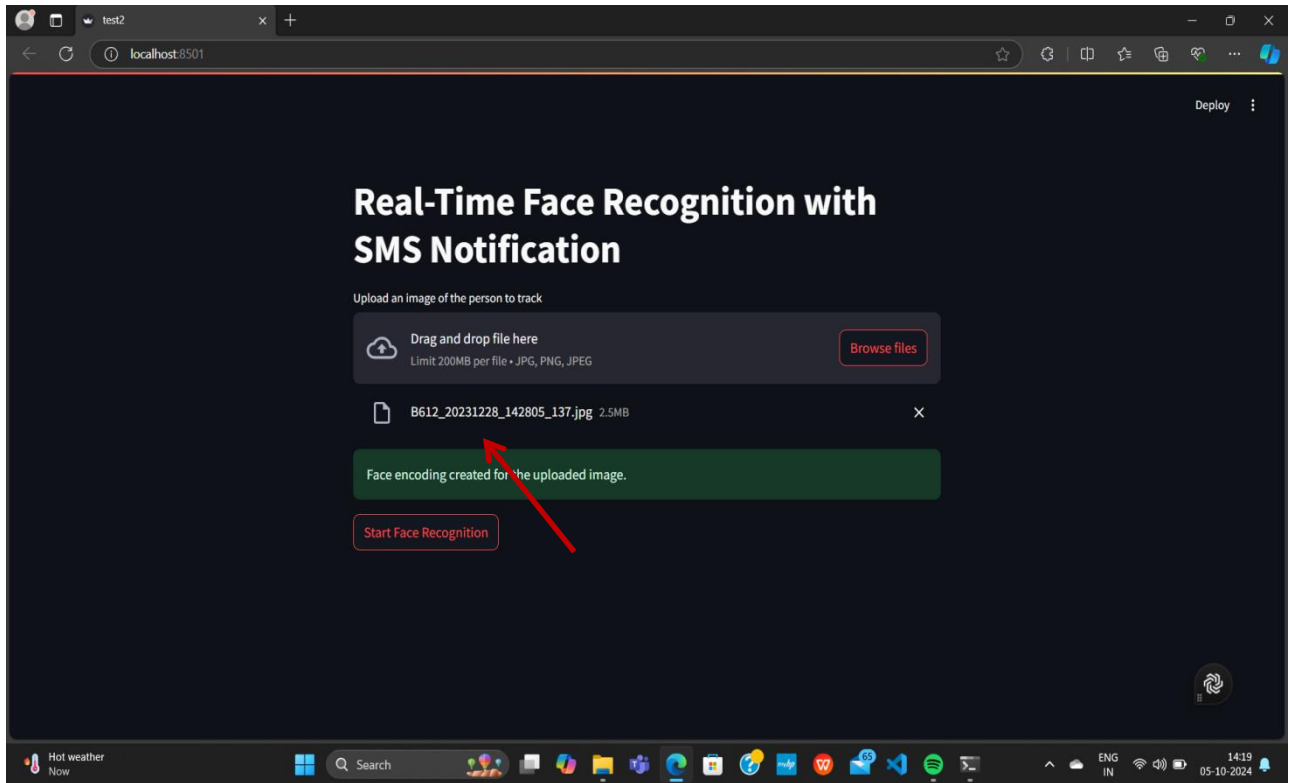 test2
localhost:8501
Deploy
Real-Time Face Recognition with
SMS Notification
Upload an image of the person to track
Drag and drop file here
Limit 200MB per file • JPG, PNG, JPEG
Browse files
B612_20231228_142805_137.jpg 2.5MB
Face encoding created for the uploaded image.
Start Face Recognition
Hot weather
Now
Search
65
ENG
IN
14:19
05-10-2024